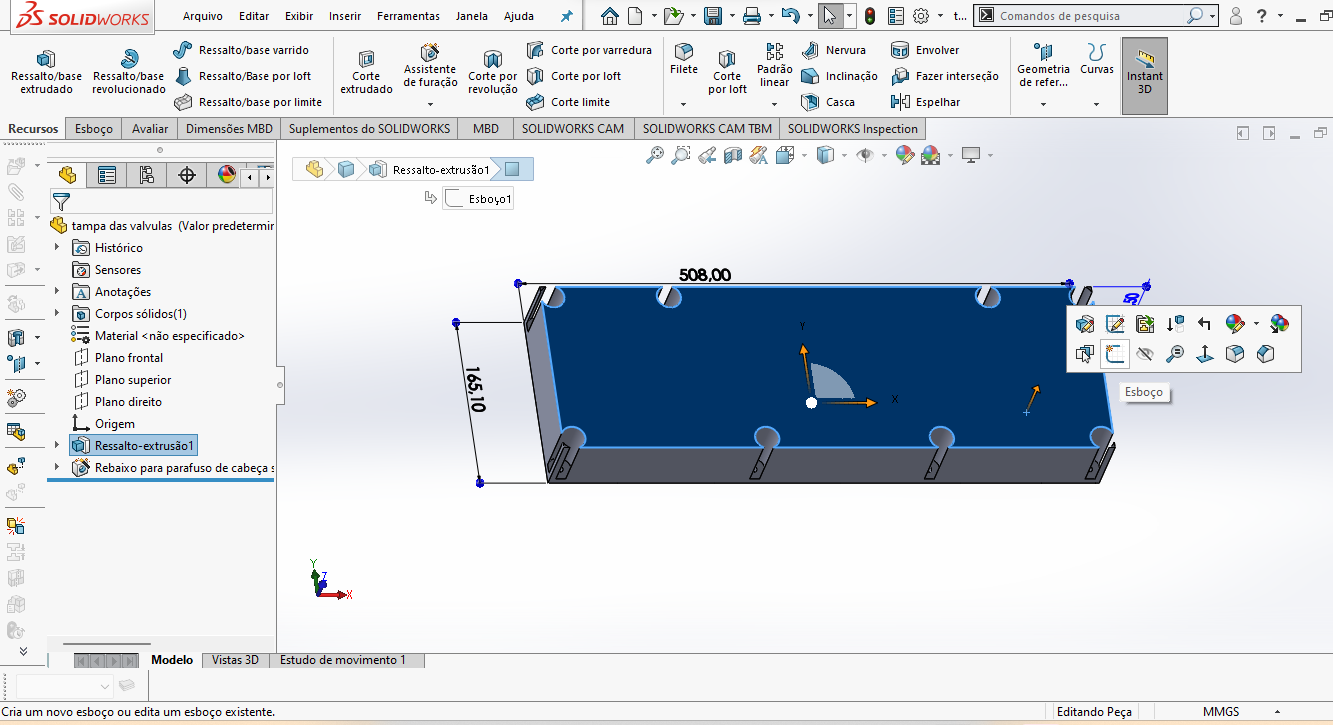 SOLIDWORKS
Arquivo Editar Exibir Inserir Ferramentas Janela Ajuda
t...
Comandos de pesquisa
?
Ressalto/base extrudado
Ressalto/base revolucionado
Ressalto/base varrido
Ressalto/Base por loft
Ressalto/base por limite
Corte extrudado
Assistente de furação
Corte por revolução
Corte por varredura
Corte por loft
Corte limite
Filete
Corte por loft
Padrão linear
Nervura
Inclinação
Casca
Envolver
Fazer interseção
Espelhar
Geometria de refer...
Curvas
Instant 3D
Recursos Esboço Avaliar Dimensões MBD Suplementos do SOLIDWORKS MBD SOLIDWORKS CAM SOLIDWORKS CAM TBM SOLIDWORKS Inspection
Ressalto-extrusão1
Esboço1
tampa das valvulas (Valor predetermir
Histórico
Sensores
Anotações
Corpos sólidos(1)
Material <não especificado>
Plano frontal
Plano superior
Plano direito
Origem
Ressalto-extrusão1
Rebaixo para parafuso de cabeça s
508,00
165,10
Y
X
Esboço
Y
Z
X
Modelo Vistas 3D Estudo de movimento 1
Cria um novo esboço ou edita um esboço existente.
Editando Peça
MMGS